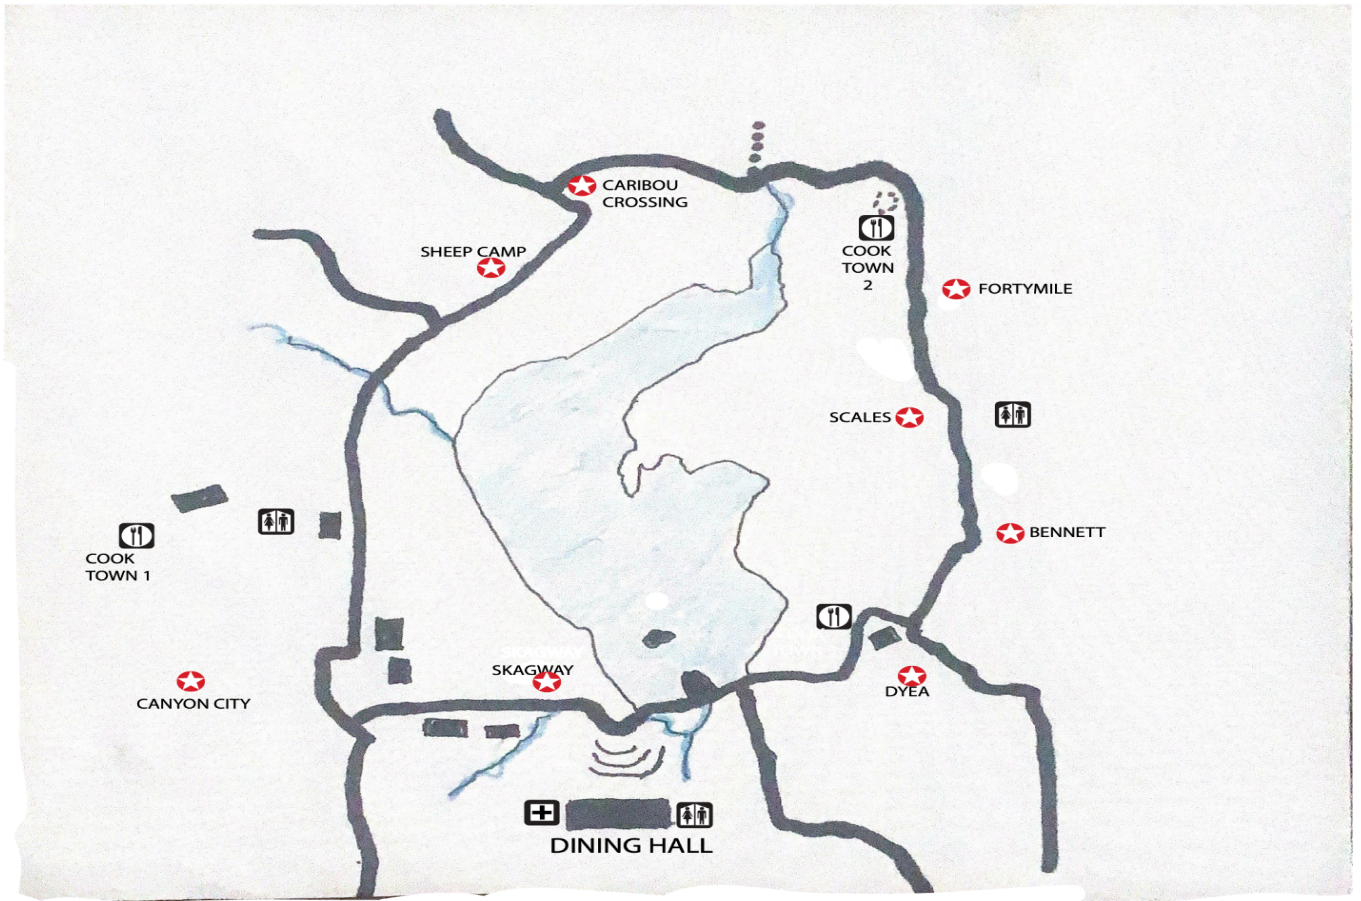 CARIBOU
CROSSING
SHEEP CAMP
COOK
TOWN
2
FORTYMILE
SCALES
BENNETT
COOK
TOWN 1
SKAGWAY
SKAGWAY
DYEA
CANYON CITY
DINING HALL